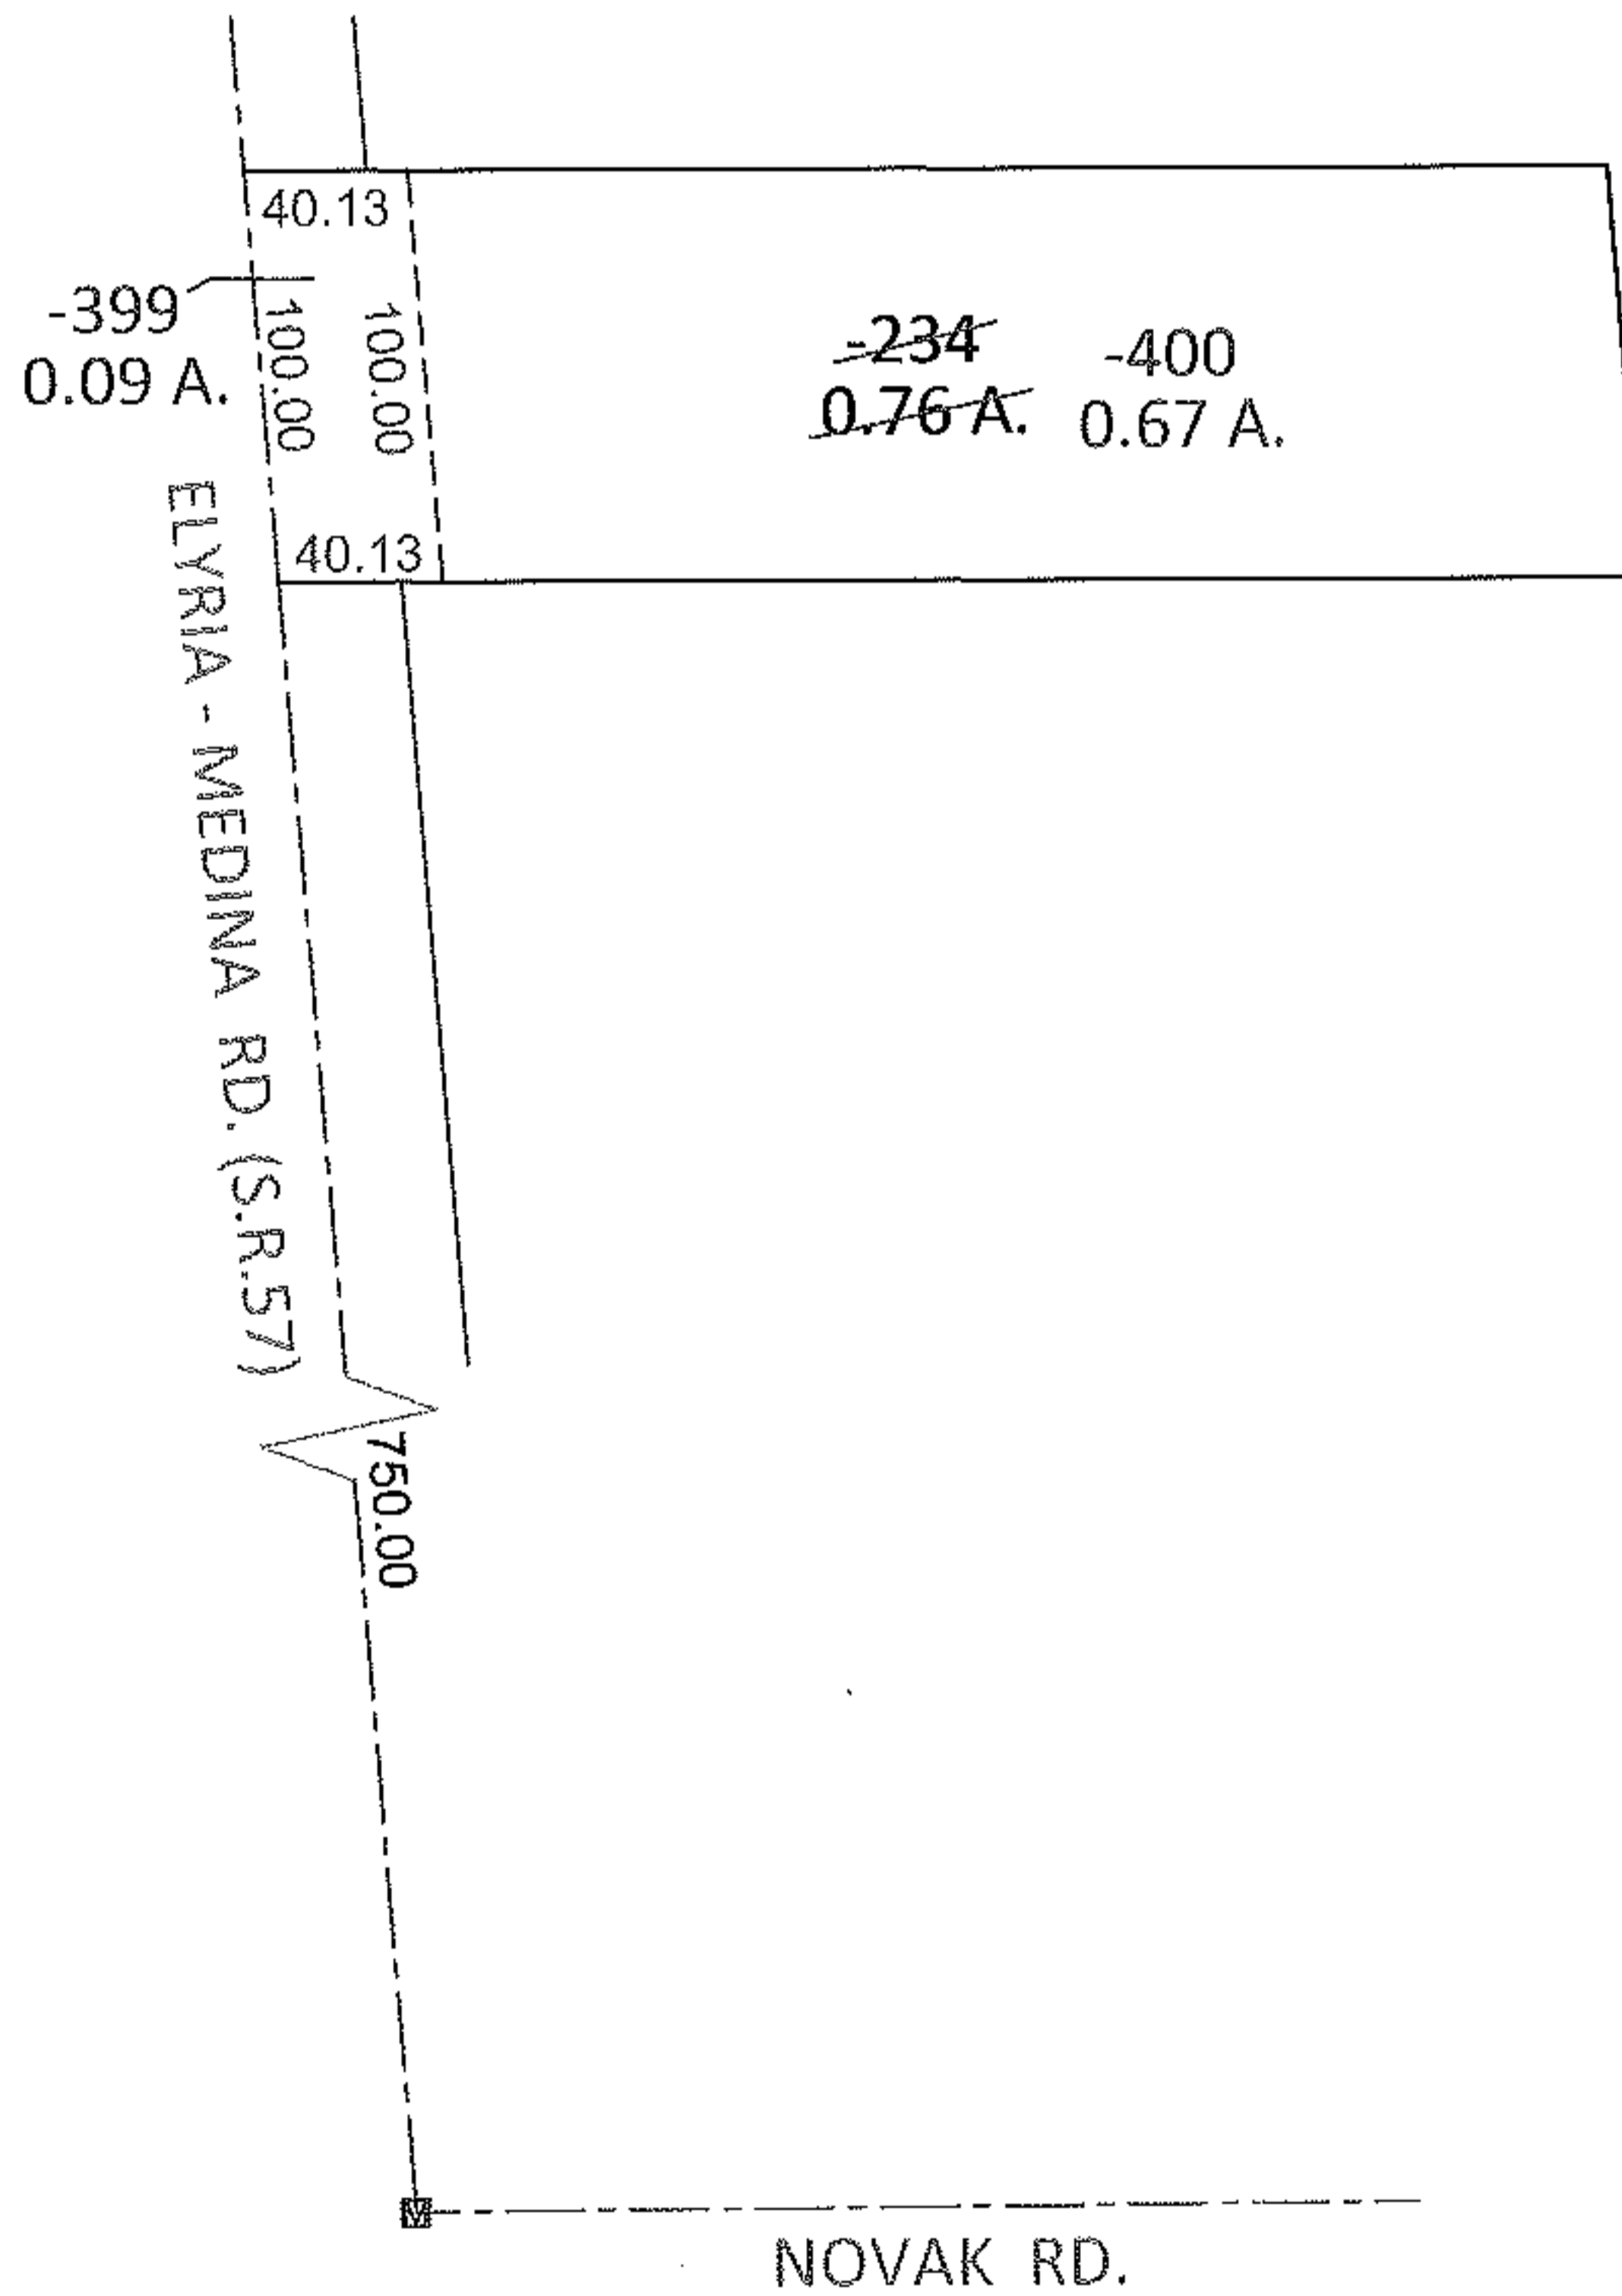 40.13
-399
0.09 A.
100.00
100.00
-234
0.76 A.
-400
0.67 A.
40.13
ELYRIA - MEDINA RD. (S.R.57)
750.00
M
NOVAK RD.